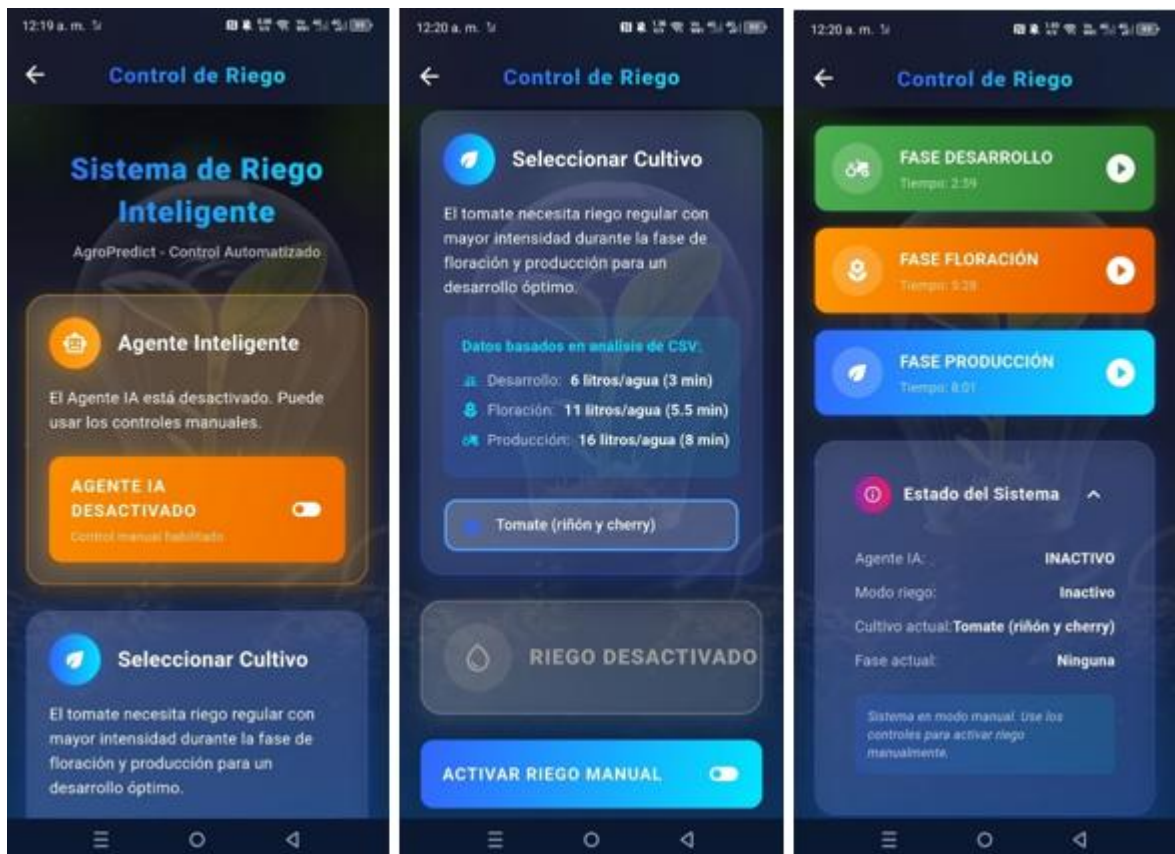 12:19 a. m.
Control de Riego
Sistema de Riego
Inteligente
AgroPredict - Control Automatizado
Agente Inteligente
El Agente IA está desactivado. Puede
usar los controles manuales.
AGENTE IA
DESACTIVADO
Control manual habilitado
Seleccionar Cultivo
El tomate necesita riego regular con
mayor intensidad durante la fase de
floración y producción para un
desarrollo óptimo.
12:20 a. m.
Control de Riego
Seleccionar Cultivo
El tomate necesita riego regular con
mayor intensidad durante la fase de
floración y producción para un
desarrollo óptimo.
Datos basados en análisis de CSV:
Desarrollo: 6 litros/agua (3 min)
Floración: 11 litros/agua (5.5 min)
Producción: 16 litros/agua (8 min)
Tomate (riñón y cherry)
RIEGO DESACTIVADO
ACTIVAR RIEGO MANUAL
12:20 a. m.
Control de Riego
FASE DESARROLLO
Tiempo: 2:59
FASE FLORACIÓN
Tiempo: 5:28
FASE PRODUCCIÓN
Tiempo: 8:01
Estado del Sistema
Agente IA: INACTIVO
Modo riego: Inactivo
Cultivo actual: Tomate (riñón y cherry)
Fase actual: Ninguna
Sistema en modo manual. Use los
controles para activar riego
manualmente.